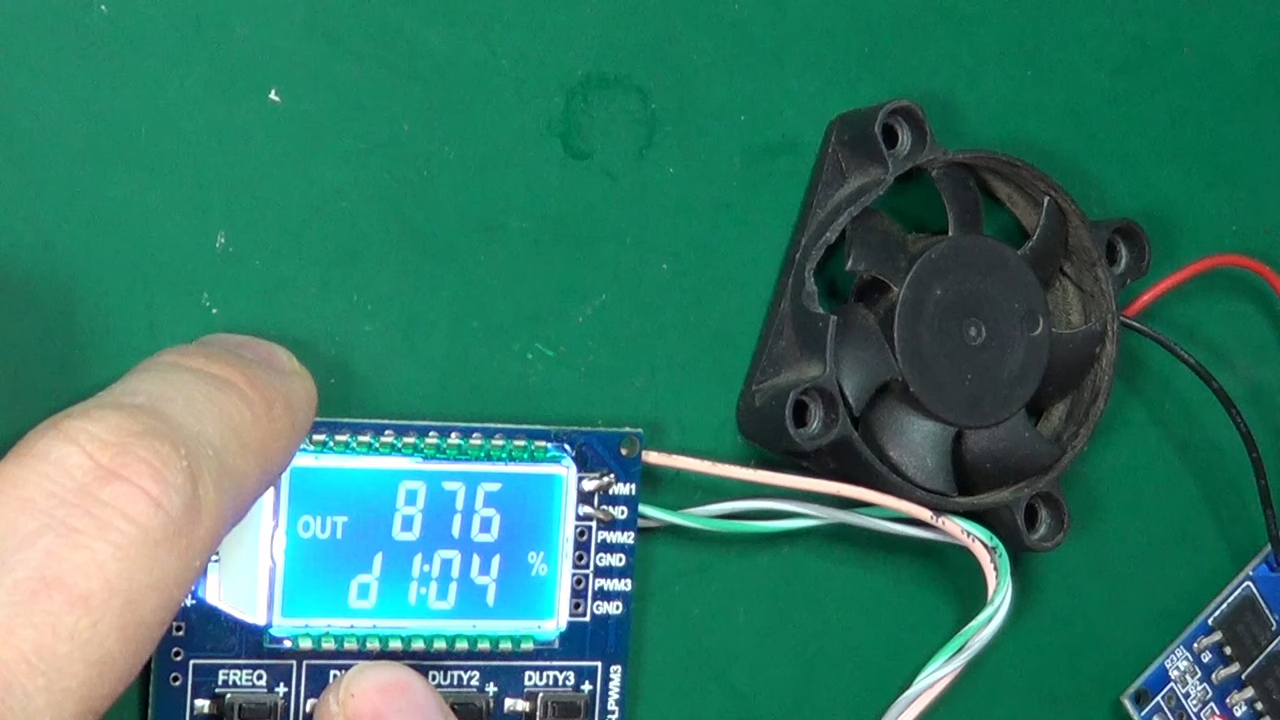 OUT 876
d1:04 %
PWM1
GND
PWM2
GND
PWM3
GND
FREQ +
DUTY2 +
DUTY3 +